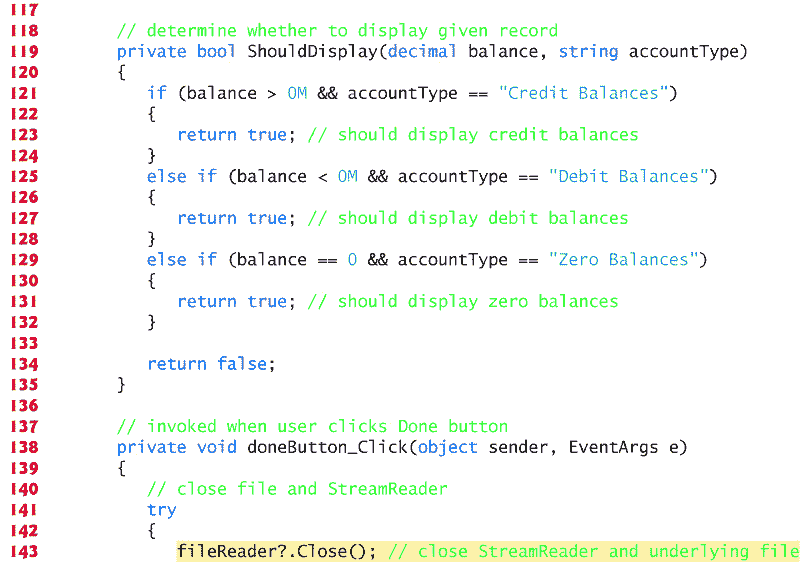 117
118 // determine whether to display given record
119 private bool ShouldDisplay(decimal balance, string accountType)
120 {
121 if (balance > 0M && accountType == "Credit Balances")
122 {
123 return true; // should display credit balances
124 }
125 else if (balance < 0M && accountType == "Debit Balances")
126 {
127 return true; // should display debit balances
128 }
129 else if (balance == 0 && accountType == "Zero Balances")
130 {
131 return true; // should display zero balances
132 }
133
134 return false;
135 }
136
137 // invoked when user clicks Done button
138 private void doneButton_Click(object sender, EventArgs e)
139 {
140 // close file and StreamReader
141 try
142 {
143 fileReader?.Close(); // close StreamReader and underlying file